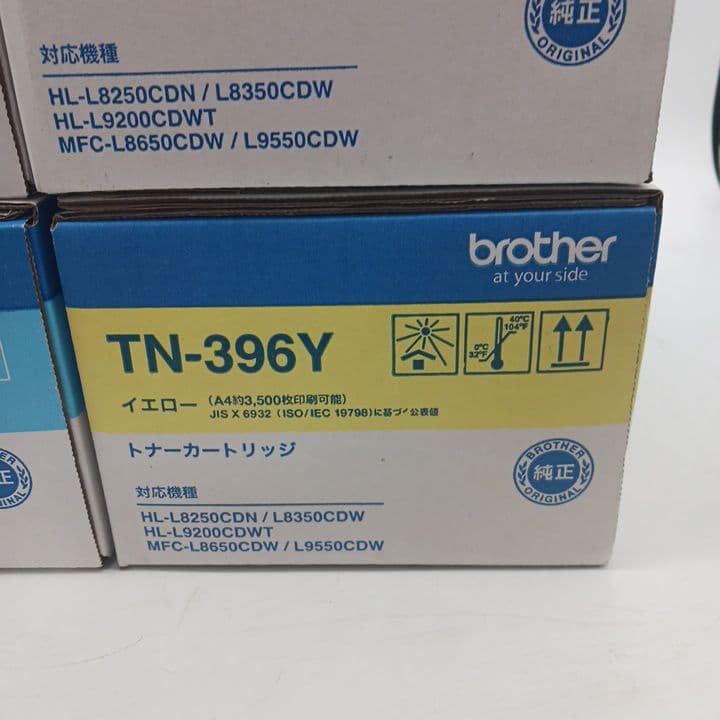 対応機種
HL-L8250CDN / L8350CDW
HL-L9200CDWT
MFC-L8650CDW / L9550CDW
純正
ORIGINAL
brother
at your side
TN-396Y
40℃
104℉
0℃
32℉
イエロー (A4約3,500枚印刷可能)
JIS X 6932 (ISO/IEC 19798)に基づく公表値
トナーカートリッジ
BROTHER
純正
ORIGINAL
対応機種
HL-L8250CDN / L8350CDW
HL-L9200CDWT
MFC-L8650CDW / L9550CDW